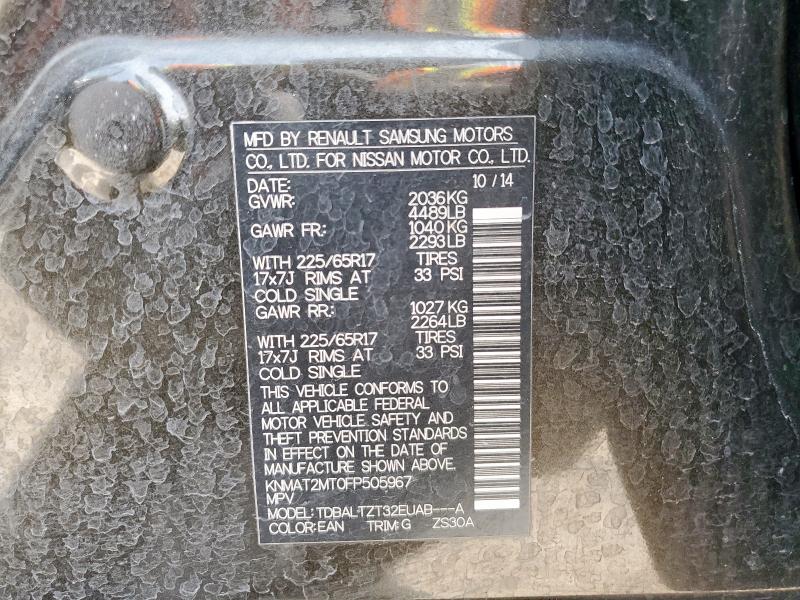 MFD BY RENAULT SAMSUNG MOTORS
CO., LTD. FOR NISSAN MOTOR CO., LTD.
DATE: 10 / 14
GVWR: 2036KG
4489LB
GAWR FR: 1040KG
2293LB
WITH 225/65R17 TIRES
17x7J RIMS AT 33 PSI
COLD SINGLE
GAWR RR: 1027KG
2264LB
WITH 225/65R17 TIRES
17x7J RIMS AT 33 PSI
COLD SINGLE
THIS VEHICLE CONFORMS TO
ALL APPLICABLE FEDERAL
MOTOR VEHICLE SAFETY AND
THEFT PREVENTION STANDARDS
IN EFFECT ON THE DATE OF
MANUFACTURE SHOWN ABOVE.
KNMAT2MT0FP505967
MPV
MODEL: TDBALTZT32EUAB---A
COLOR:EAN TRIM:G ZS30A